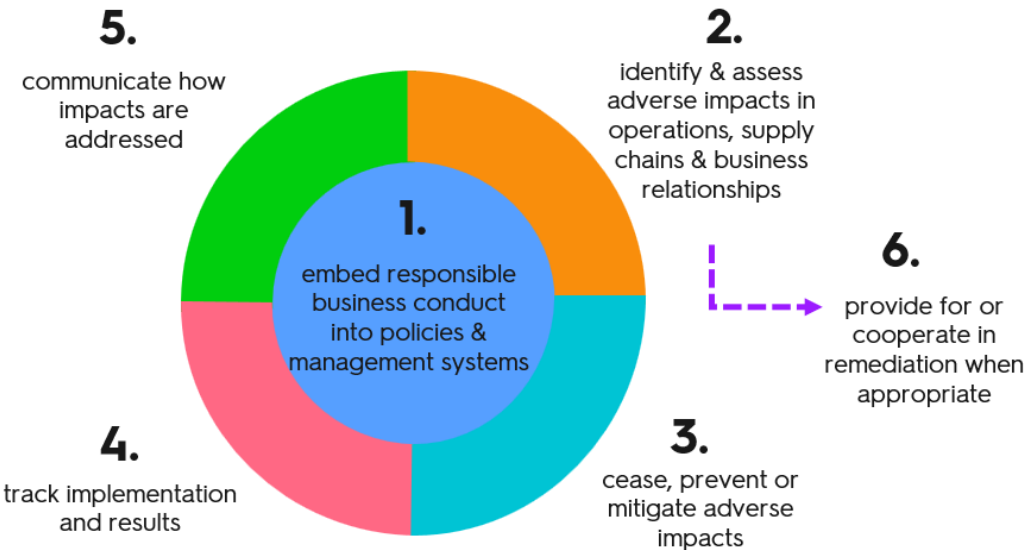 5.
communicate how
impacts are
addressed
2.
identify & assess
adverse impacts in
operations, supply
chains & business
relationships
1.
embed responsible
business conduct
into policies &
management systems
6.
provide for or
cooperate in
remediation when
appropriate
4.
track implementation
and results
3.
cease, prevent or
mitigate adverse
impacts